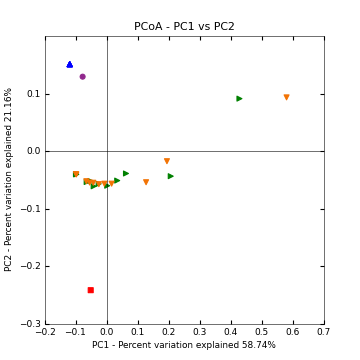 PCoA - PC1 vs PC2
PC2 - Percent variation explained 21.16%
0.1
0.0
−0.1
−0.2
−0.3
−0.2 −0.1 0.0 0.1 0.2 0.3 0.4 0.5 0.6 0.7
PC1 - Percent variation explained 58.74%